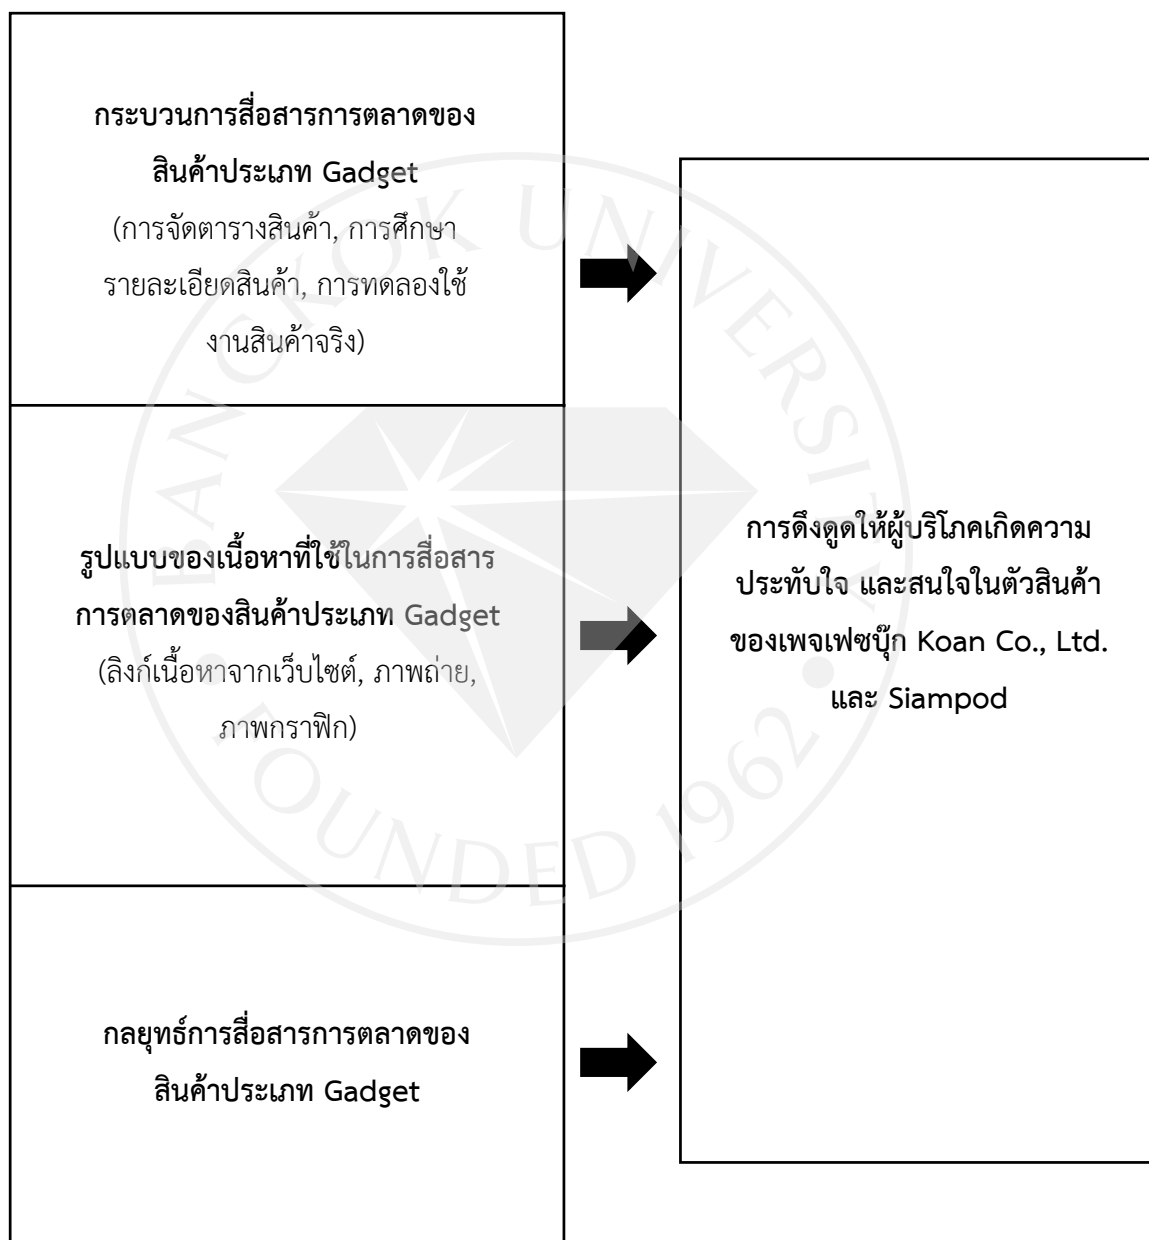 กระบวนการสื่อสารการตลาดของ
สินค้าประเภท Gadget
(การจัดตารางสินค้า, การศึกษา
รายละเอียดสินค้า, การทดลองใช้
งานสินค้าจริง)
รูปแบบของเนื้อหาที่ใช้ในการสื่อสาร
การตลาดของสินค้าประเภท Gadget
(ลิงก์เนื้อหาจากเว็บไซต์, ภาพถ่าย,
ภาพกราฟิก)
กลยุทธ์การสื่อสารการตลาดของ
สินค้าประเภท Gadget
การดึงดูดให้ผู้บริโภคเกิดความ
ประทับใจ และสนใจในตัวสินค้า
ของเพจเฟซบุ๊ก Koan Co., Ltd.
และ Siampod
BANGKOK UNIVERSITY
FOUNDED 1962